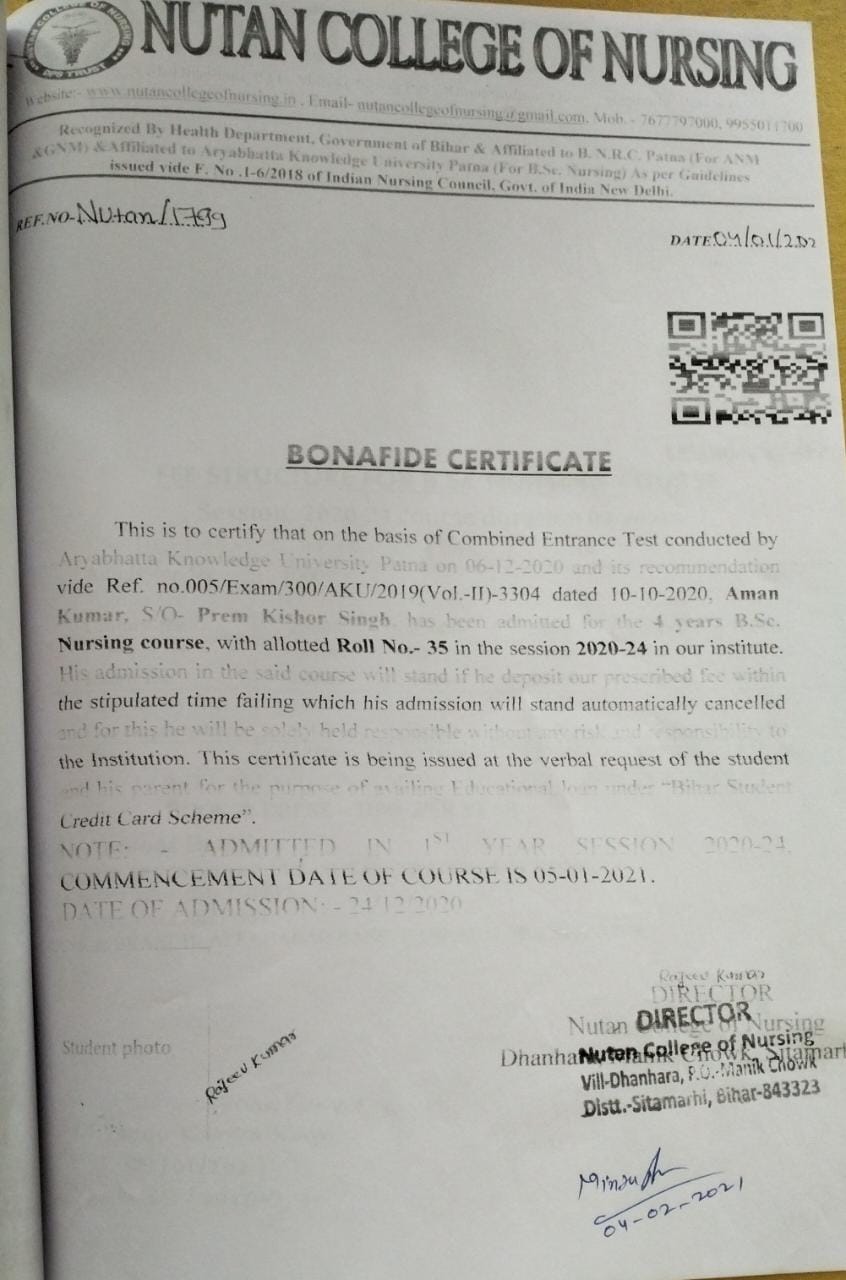 NUTAN COLLEGE OF NURSING
Website:- www.nutancollegeofnursing.in , Email- nutancollegeofnursing@gmail.com, Mob. - 7677797000, 9955011700
Recognized By Health Department, Government of Bihar & Affiliated to B. N.R.C. Patna (For ANM
&GNM) & Affiliated to Aryabhatta Knowledge University Patna (For B.Sc. Nursing) As per Guidelines
issued vide F. No .1-6/2018 of Indian Nursing Council, Govt. of India New Delhi.
REF.NO-Nutan/1799
DATE04/01/202
BONAFIDE CERTIFICATE
This is to certify that on the basis of Combined Entrance Test conducted by
Aryabhatta Knowledge University Patna on 06-12-2020 and its recommendation
vide Ref. no.005/Exam/300/AKU/2019(Vol.-II)-3304 dated 10-10-2020, Aman
Kumar, S/O- Prem Kishor Singh, has been admitted for the 4 years B.Sc.
Nursing course, with allotted Roll No.- 35 in the session 2020-24 in our institute.
His admission in the said course will stand if he deposit our prescribed fee within
the stipulated time failing which his admission will stand automatically cancelled
and for this he will be solely held responsible without any risk and responsibility to
the Institution. This certificate is being issued at the verbal request of the student
and his parent for the purpose of availing Educational loan under “Bihar Student
Credit Card Scheme”.
NOTE: - ADMITTED IN 1ST YEAR SESSION 2020-24.
COMMENCEMENT DATE OF COURSE IS 05-01-2021.
DATE OF ADMISSION: - 24/12/2020
Rajeev Kumar
DIRECTOR
Nutan College of Nursing
Dhanhara, Manik Chowk, Sitamarhi
DIRECTOR
Nutan College of Nursing
Vill-Dhanhara, P.O.-Manik Chowk
Distt.-Sitamarhi, Bihar-843323
Student photo
Rajeev Kumar
04-02-2021